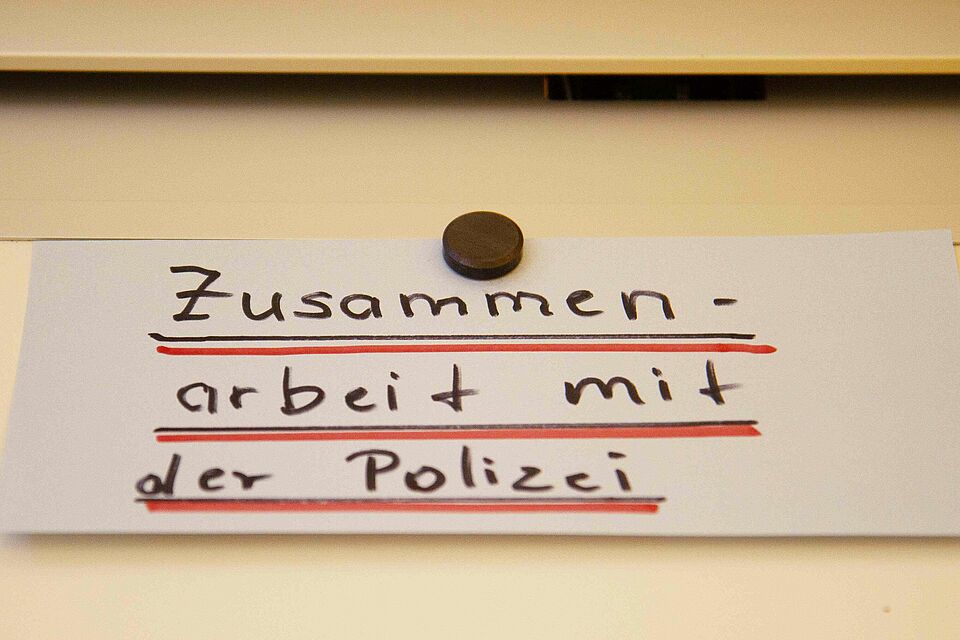 Zusammen-
arbeit mit
der Polizei